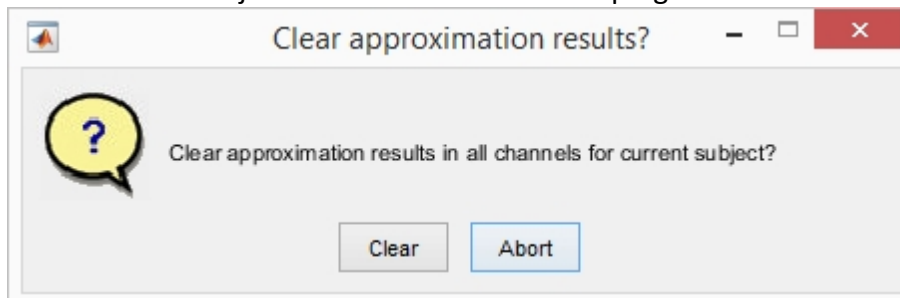 Clear approximation results?
?
Clear approximation results in all channels for current subject?
Clear Abort